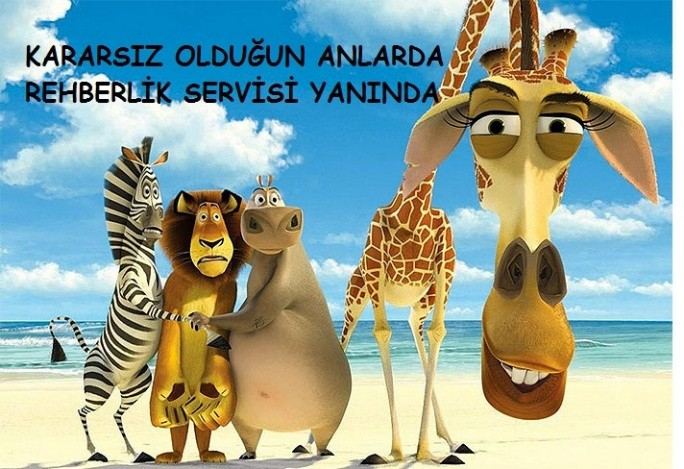 KARARSIZ OLDUĞUN ANLARDA
REHBERLİK SERVİSİ YANINDA